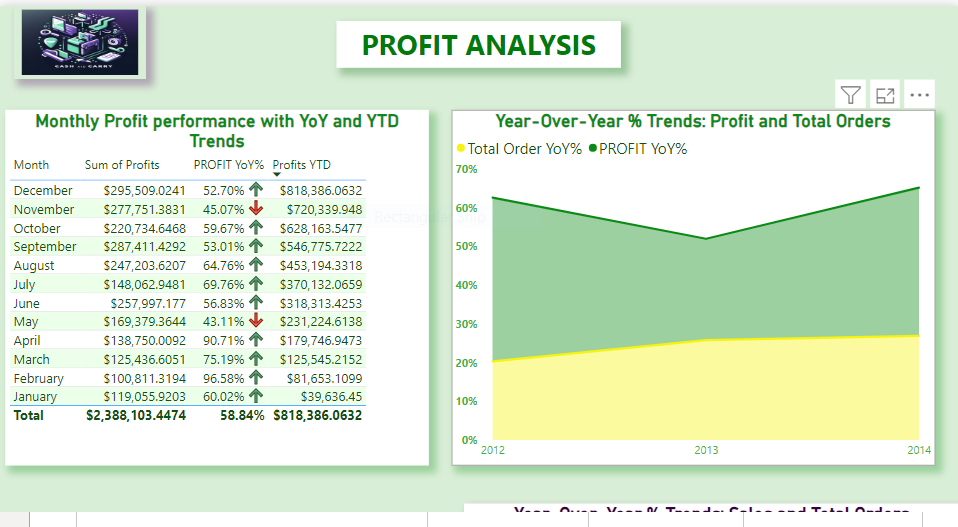 CASH AND CARRY
PROFIT ANALYSIS
Monthly Profit performance with YoY and YTD
Trends
Month Sum of Profits PROFIT YoY% Profits YTD
December $295,509.0241 52.70% $818,386.0632
November $277,751.3831 45.07% $720,339.948
October $220,734.6468 59.67% $628,163.5477
September $287,411.4292 53.01% $546,775.7222
August $247,203.6207 64.76% $453,194.3318
July $148,062.9481 69.76% $370,132.0659
June $257,997.177 56.83% $318,313.4253
May $169,379.3644 43.11% $231,224.6138
April $138,750.0092 90.71% $179,746.9473
March $125,436.6051 75.19% $125,545.2152
February $100,811.3194 96.58% $81,653.1099
January $119,055.9203 60.02% $39,636.45
Total $2,388,103.4474 58.84% $818,386.0632
Year-Over-Year % Trends: Profit and Total Orders
Total Order YoY% PROFIT YoY%
70%
60%
50%
40%
30%
20%
10%
0%
2012 2013 2014
Year-Over-Year % Trends: Sales and Total Orders